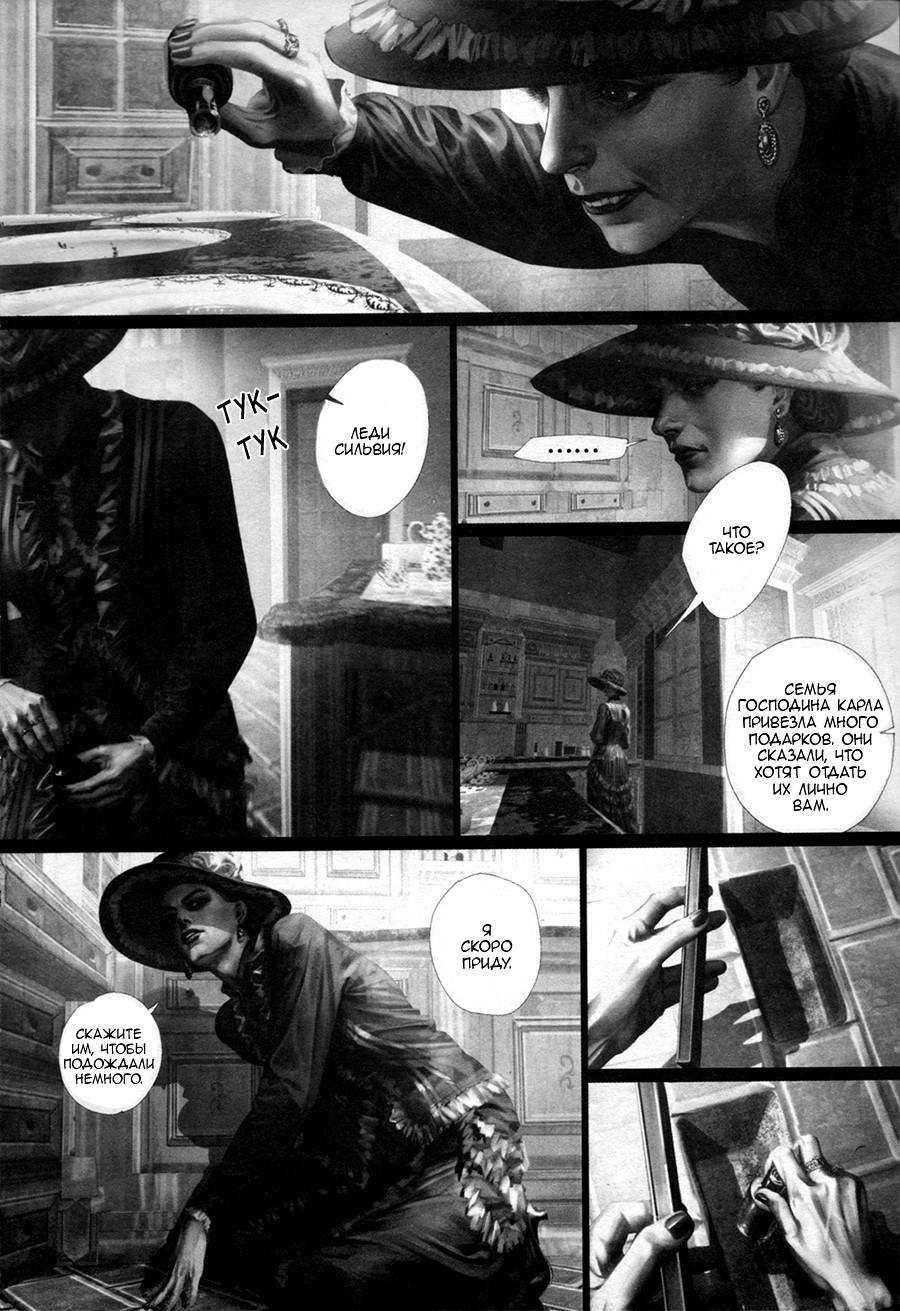 ТУК-
ТУК
ЛЕДИ
СИЛЬВИЯ!
......
ЧТО
ТАКОЕ?
СЕМЬЯ
ГОСПОДИНА КАРЛА
ПРИВЕЗЛА МНОГО
ПОДАРКОВ. ОНИ
СКАЗАЛИ, ЧТО
ХОТЯТ ОТДАТЬ
ИХ ЛИЧНО
ВАМ.
Я
СКОРО
ПРИДУ.
СКАЖИТЕ
ИМ, ЧТОБЫ
ПОДОЖДАЛИ
НЕМНОГО.